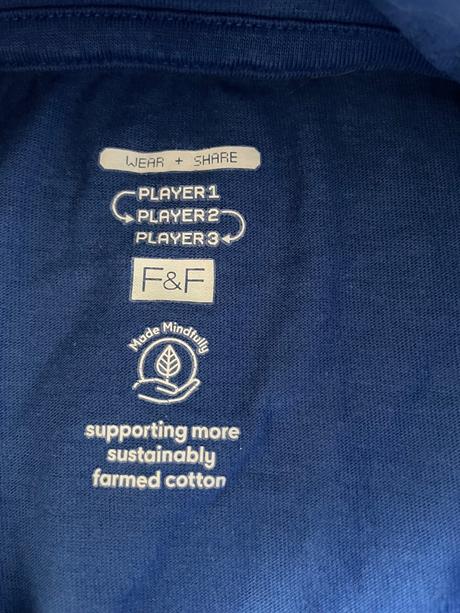 WEAR + SHARE
PLAYER 1
PLAYER 2
PLAYER 3
F&F
Made Mindfully
supporting more
sustainably
farmed cotton